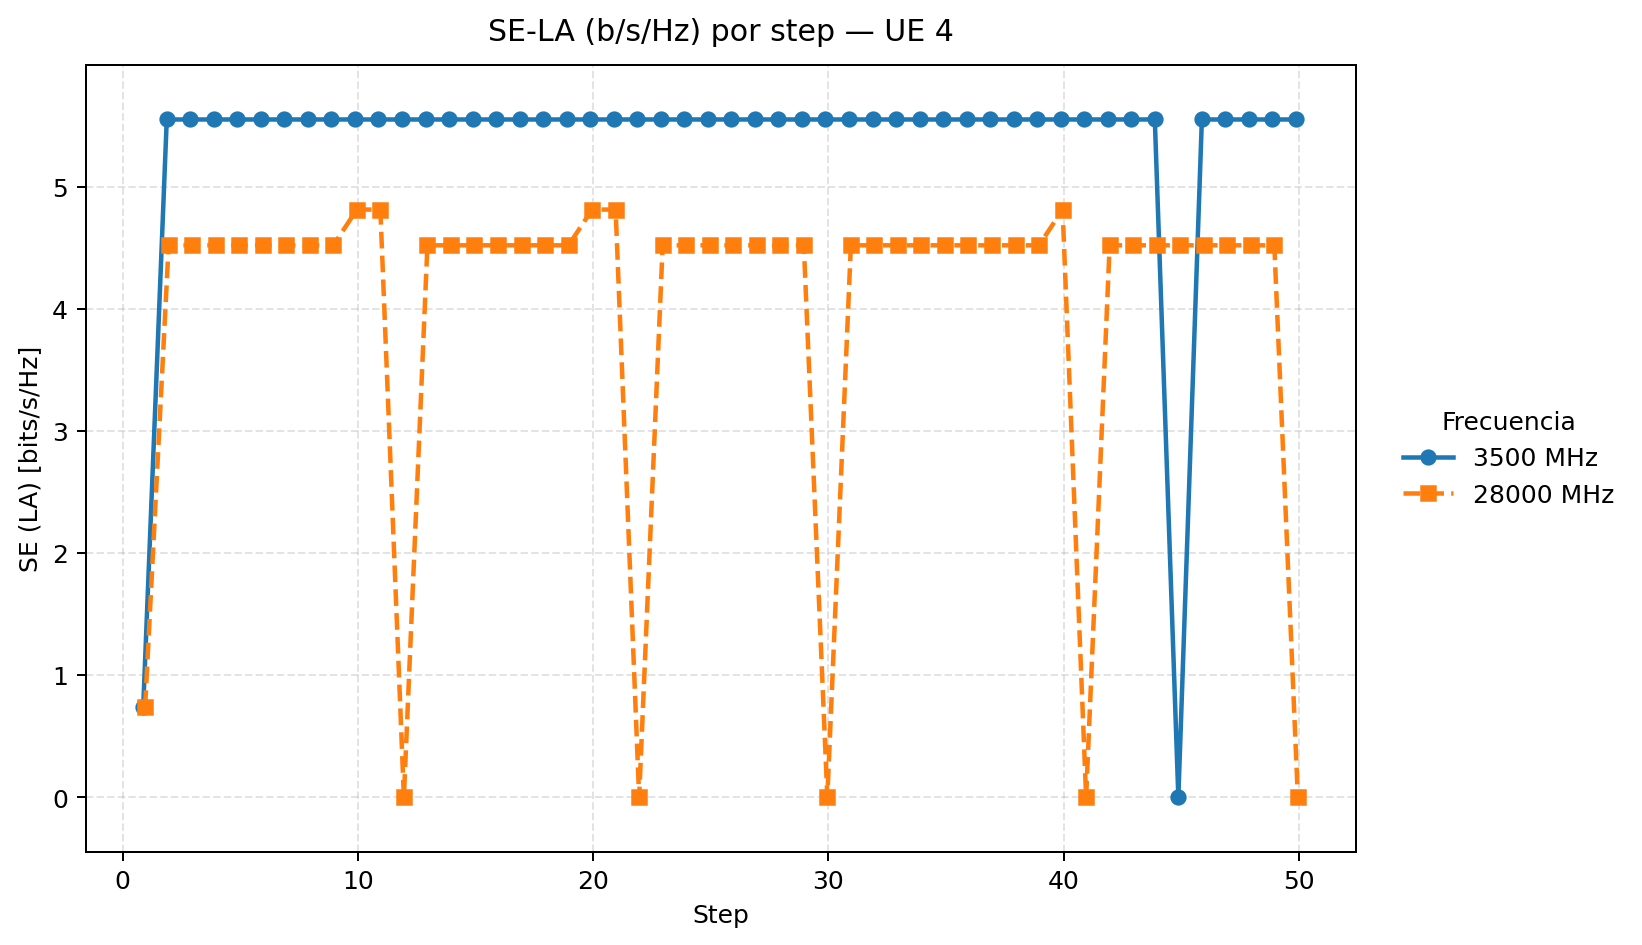 SE-LA (b/s/Hz) por step — UE 4
SE (LA) [bits/s/Hz]
5
4
3
2
1
0
0 10 20 30 40 50
Step
Frecuencia
3500 MHz
28000 MHz